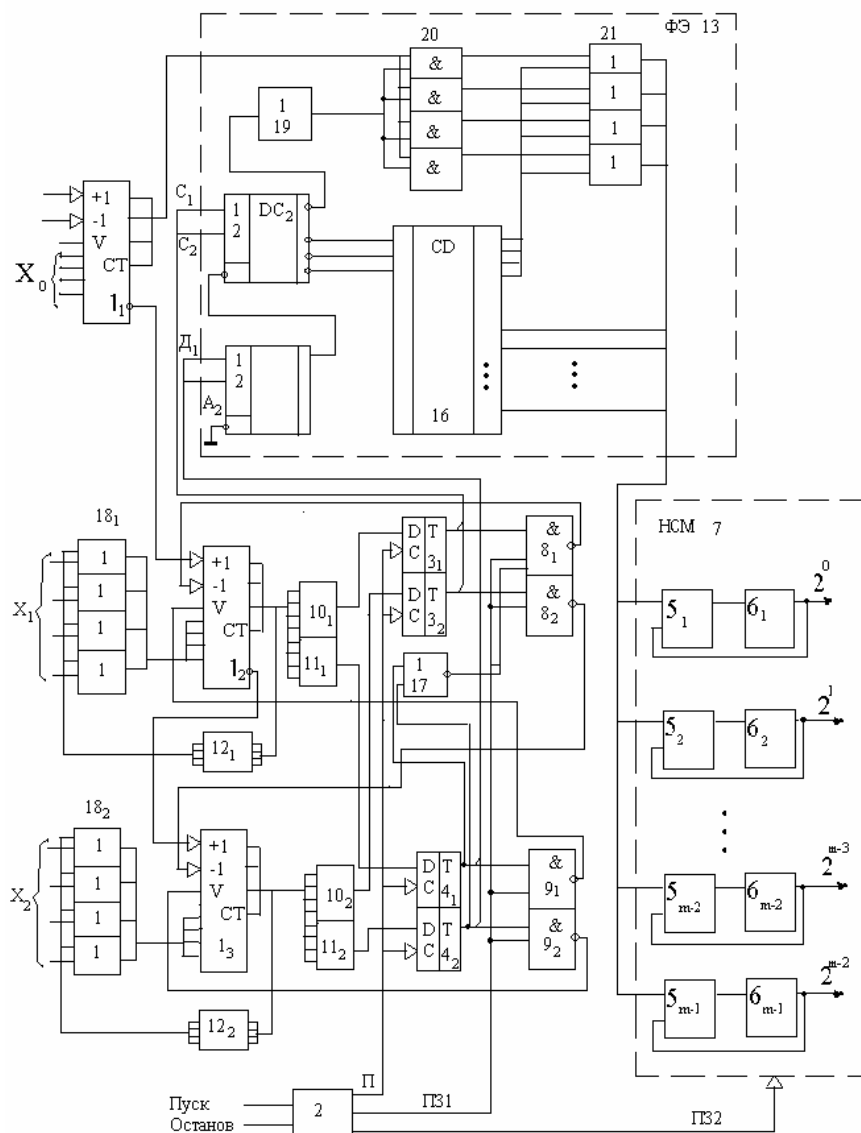 ФЭ 13
20
21
&
&
&
&
1
1
1
1
1
19
+1
-1
V
CT
1₁
X₀
C₁
C₂
1
2
DC₂
CD
16
Д₁
A₂
1
2
НСМ 7
5₁
6₁
2⁰
5₂
6₂
2¹
5ₘ₋₂
6ₘ₋₂
2ᵐ⁻³
5ₘ₋₁
6ₘ₋₁
2ᵐ⁻²
18₁
X₁
1
1
1
1
+1
-1
V
CT
1₂
10₁
11₁
12₁
D T
C 3₁
D T
C 3₂
&
8₁
&
8₂
1
17
18₂
X₂
1
1
1
1
+1
-1
V
CT
1₃
10₂
11₂
12₂
D T
C 4₁
D T
C 4₂
&
9₁
&
9₂
Пуск
Останов
2
П
ПЗ1
ПЗ2